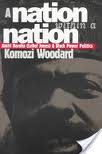 A nation
within a
nation
Amiri Baraka (LeRoi Jones) & Black Power Politics
Komozi Woodard